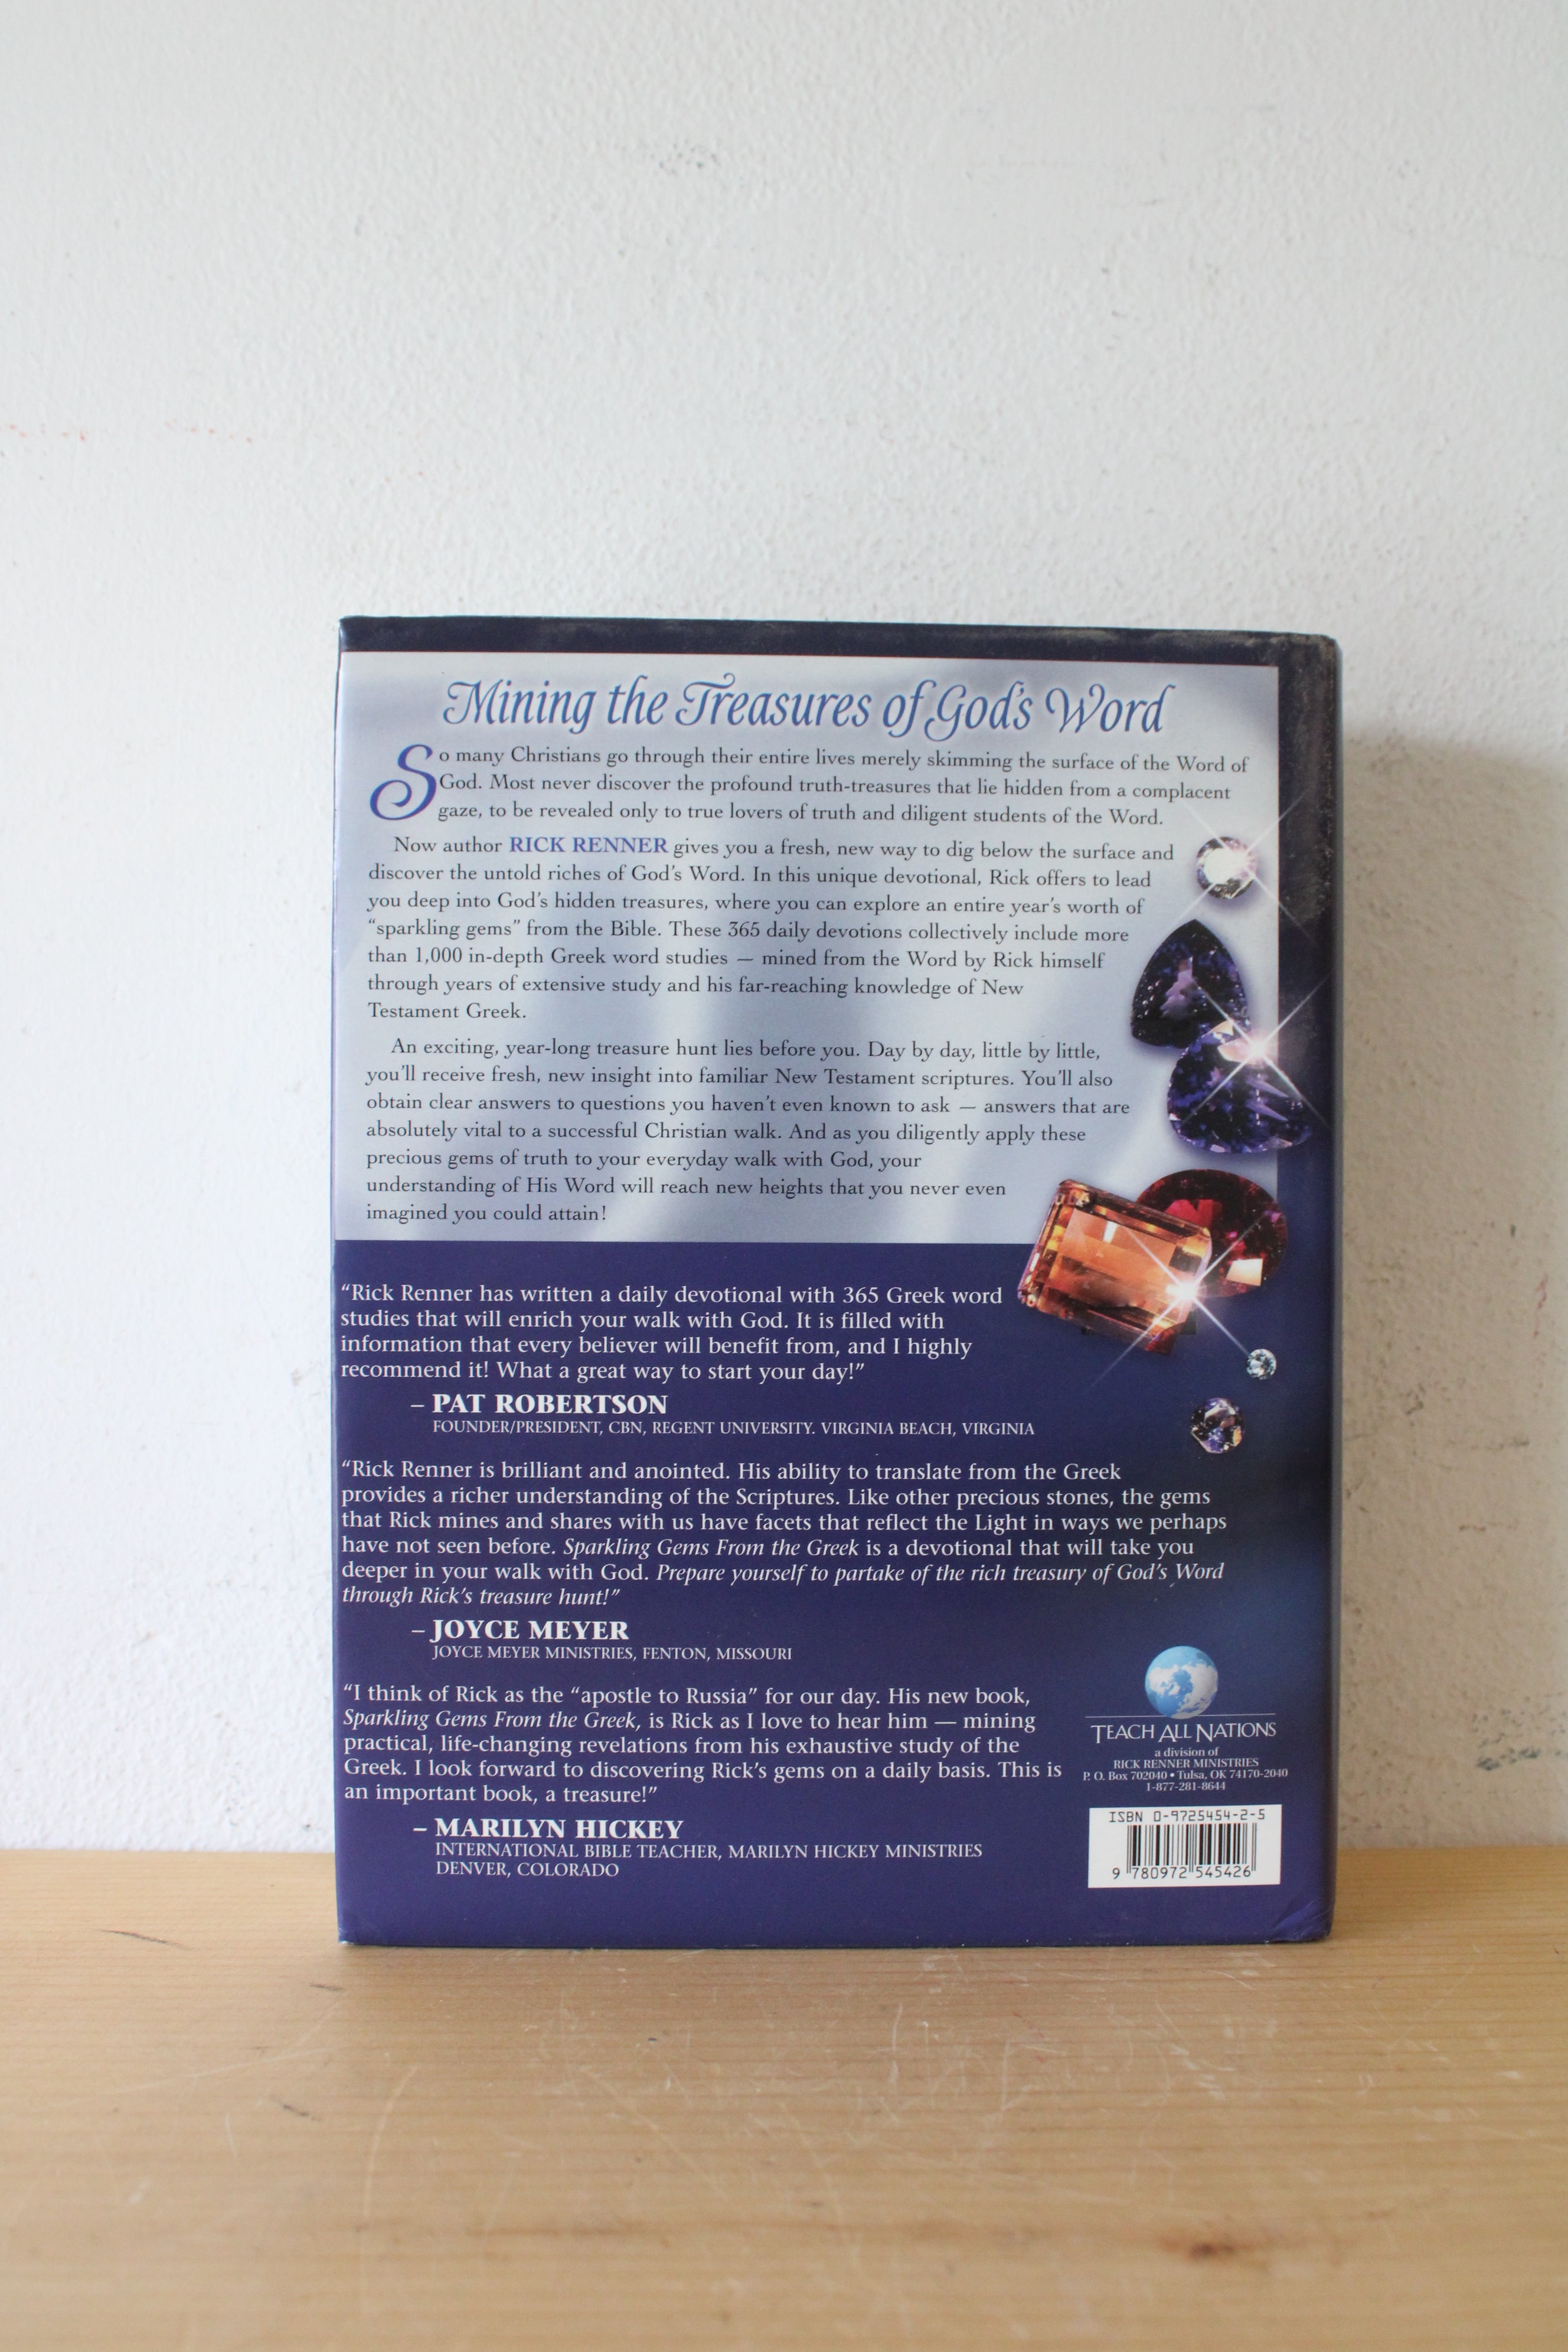 Mining the Treasures of God's Word
So many Christians go through their entire lives merely skimming the surface of the Word of
God. Most never discover the profound truth-treasures that lie hidden from a complacent
gaze, to be revealed only to true lovers of truth and diligent students of the Word.
Now author RICK RENNER gives you a fresh, new way to dig below the surface and
discover the untold riches of God's Word. In this unique devotional, Rick offers to lead
you deep into God's hidden treasures, where you can explore an entire year's worth of
“sparkling gems” from the Bible. These 365 daily devotions collectively include more
than 1,000 in-depth Greek word studies — mined from the Word by Rick himself
through years of extensive study and his far-reaching knowledge of New
Testament Greek.
An exciting, year-long treasure hunt lies before you. Day by day, little by little,
you'll receive fresh, new insight into familiar New Testament scriptures. You'll also
obtain clear answers to questions you haven't even known to ask — answers that are
absolutely vital to a successful Christian walk. And as you diligently apply these
precious gems of truth to your everyday walk with God, your
understanding of His Word will reach new heights that you never even
imagined you could attain!
“Rick Renner has written a daily devotional with 365 Greek word
studies that will enrich your walk with God. It is filled with
information that every believer will benefit from, and I highly
recommend it! What a great way to start your day!”
– PAT ROBERTSON
FOUNDER/PRESIDENT, CBN, REGENT UNIVERSITY. VIRGINIA BEACH, VIRGINIA
“Rick Renner is brilliant and anointed. His ability to translate from the Greek
provides a richer understanding of the Scriptures. Like other precious stones, the gems
that Rick mines and shares with us have facets that reflect the Light in ways we perhaps
have not seen before. Sparkling Gems From the Greek is a devotional that will take you
deeper in your walk with God. Prepare yourself to partake of the rich treasury of God's Word
through Rick's treasure hunt!”
– JOYCE MEYER
JOYCE MEYER MINISTRIES, FENTON, MISSOURI
“I think of Rick as the “apostle to Russia” for our day. His new book,
Sparkling Gems From the Greek, is Rick as I love to hear him — mining
practical, life-changing revelations from his exhaustive study of the
Greek. I look forward to discovering Rick's gems on a daily basis. This is
an important book, a treasure!”
– MARILYN HICKEY
INTERNATIONAL BIBLE TEACHER, MARILYN HICKEY MINISTRIES
DENVER, COLORADO
TEACH ALL NATIONS
a division of
RICK RENNER MINISTRIES
P. O. Box 702040 • Tulsa, OK 74170-2040
1-877-281-8644
ISBN 0-9725454-2-5
9 780972 545426